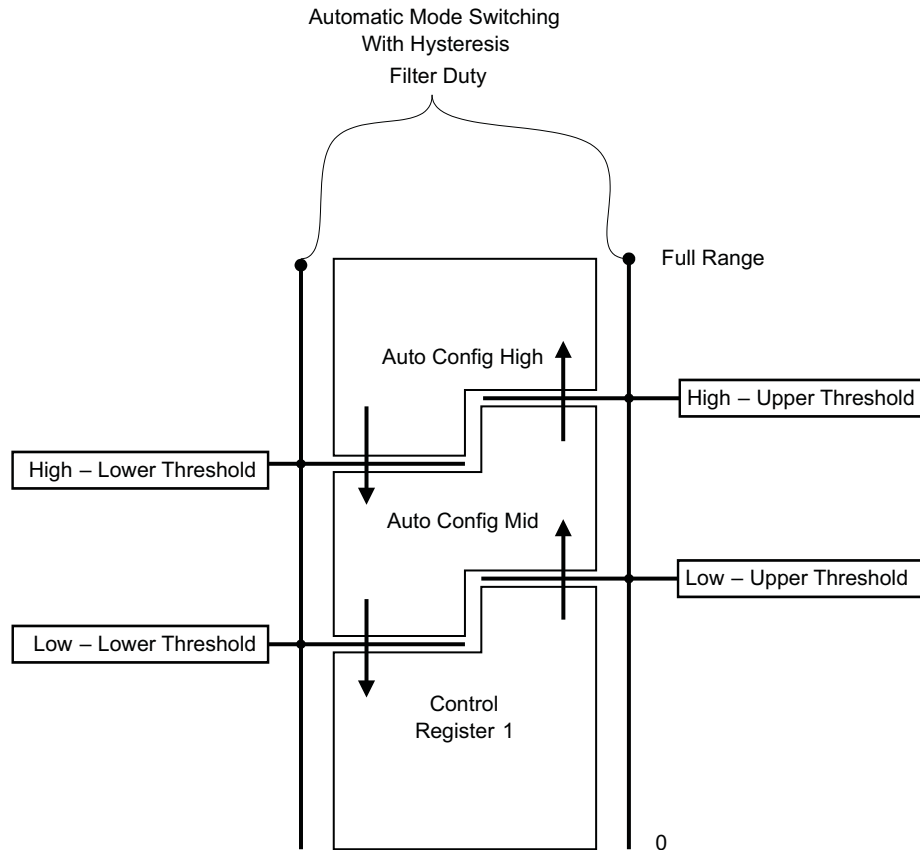 Automatic Mode Switching
With Hysteresis
Filter Duty
Full Range
Auto Config High
High – Upper Threshold
High – Lower Threshold
Auto Config Mid
Low – Upper Threshold
Low – Lower Threshold
Control
Register 1
0